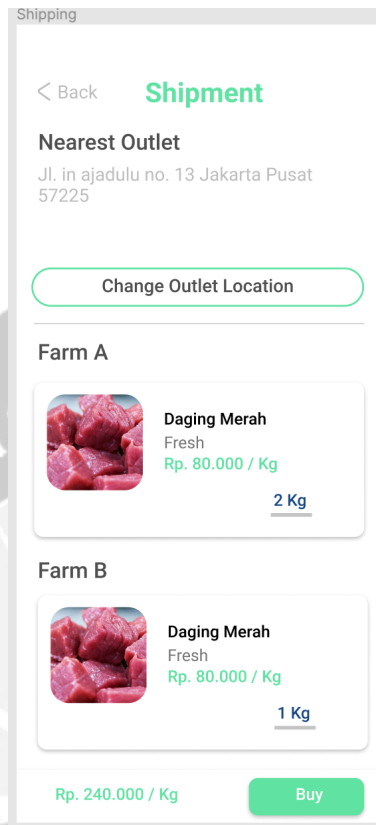 Shipping
Back
Shipment
Nearest Outlet
Jl. in ajadulu no. 13 Jakarta Pusat
57225
Change Outlet Location
Farm A
Daging Merah
Fresh
Rp. 80.000 / Kg
2 Kg
Farm B
Daging Merah
Fresh
Rp. 80.000 / Kg
1 Kg
Rp. 240.000 / Kg
Buy